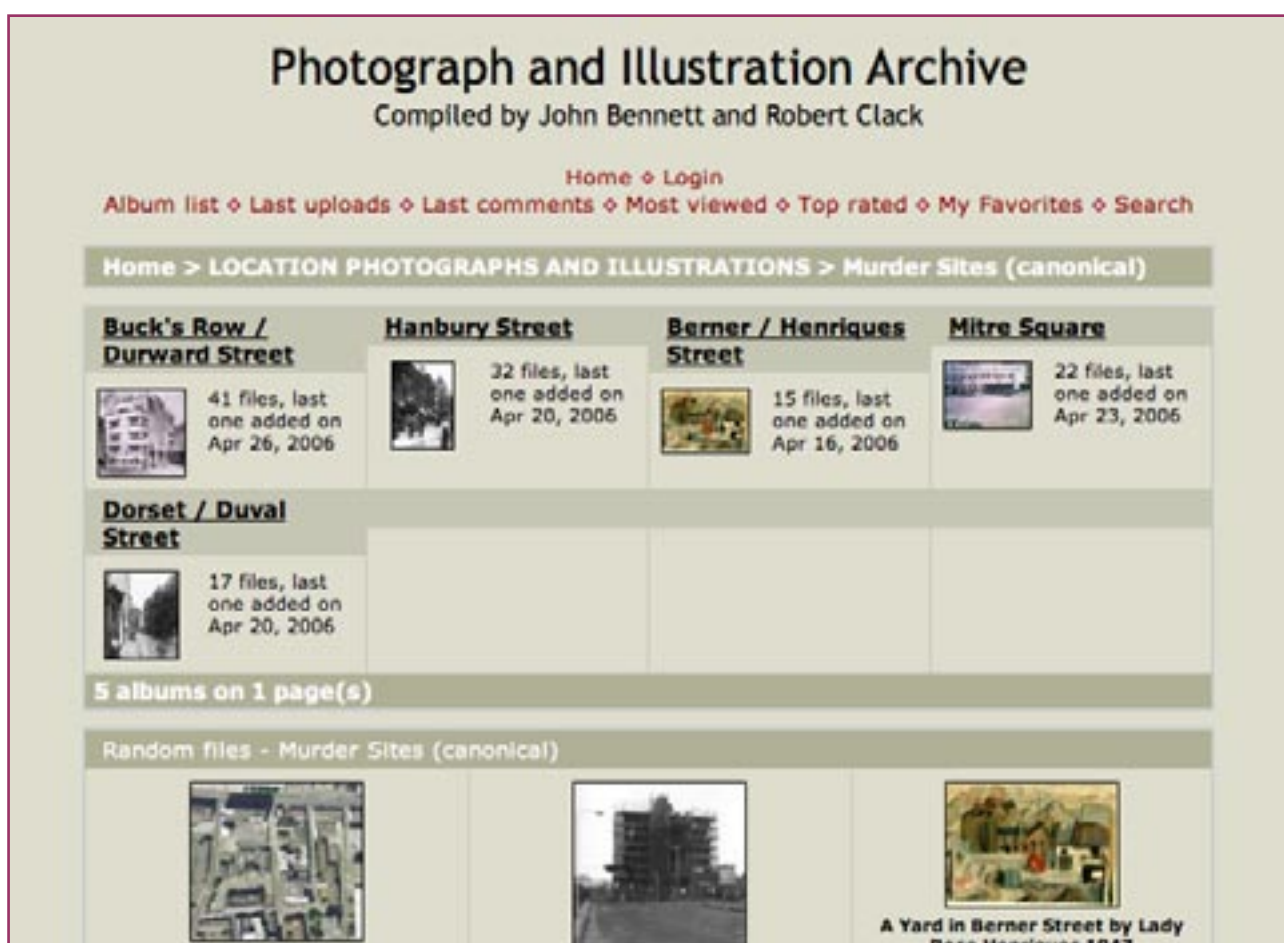 Photograph and Illustration Archive
Compiled by John Bennett and Robert Clack
Home ⋄ Login
Album list ⋄ Last uploads ⋄ Last comments ⋄ Most viewed ⋄ Top rated ⋄ My Favorites ⋄ Search
Home > LOCATION PHOTOGRAPHS AND ILLUSTRATIONS > Murder Sites (canonical)
Buck's Row /
Durward Street
41 files, last
one added on
Apr 26, 2006
Hanbury Street
32 files, last
one added on
Apr 20, 2006
Berner / Henriques
Street
15 files, last
one added on
Apr 16, 2006
Mitre Square
22 files, last
one added on
Apr 23, 2006
Dorset / Duval
Street
17 files, last
one added on
Apr 20, 2006
5 albums on 1 page(s)
Random files - Murder Sites (canonical)
A Yard in Berner Street by Lady
Henriques